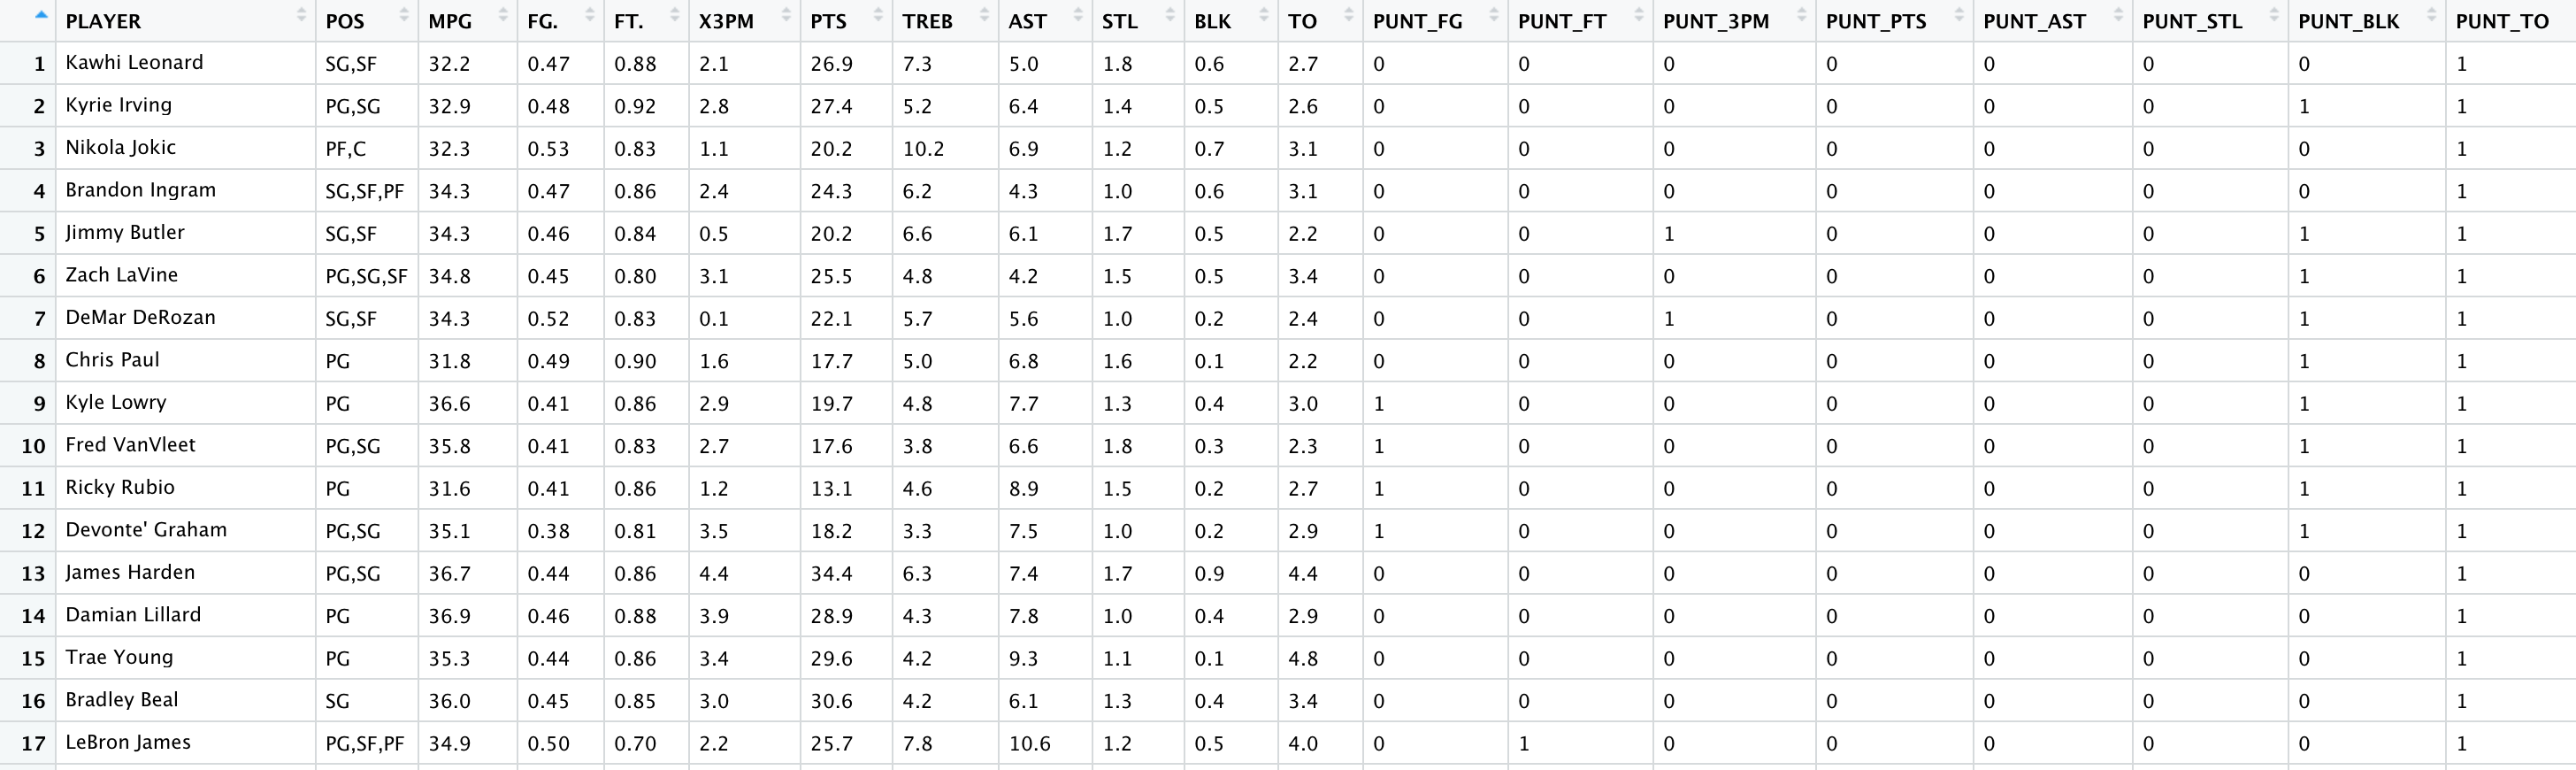 PLAYER POS MPG FG. FT. X3PM PTS TREB AST STL BLK TO PUNT_FG PUNT_FT PUNT_3PM PUNT_PTS PUNT_AST PUNT_STL PUNT_BLK PUNT_TO
1 Kawhi Leonard SG,SF 32.2 0.47 0.88 2.1 26.9 7.3 5.0 1.8 0.6 2.7 0 0 0 0 0 0 0 1
2 Kyrie Irving PG,SG 32.9 0.48 0.92 2.8 27.4 5.2 6.4 1.4 0.5 2.6 0 0 0 0 0 0 1 1
3 Nikola Jokic PF,C 32.3 0.53 0.83 1.1 20.2 10.2 6.9 1.2 0.7 3.1 0 0 0 0 0 0 0 1
4 Brandon Ingram SG,SF,PF 34.3 0.47 0.86 2.4 24.3 6.2 4.3 1.0 0.6 3.1 0 0 0 0 0 0 0 1
5 Jimmy Butler SG,SF 34.3 0.46 0.84 0.5 20.2 6.6 6.1 1.7 0.5 2.2 0 0 1 0 0 0 1 1
6 Zach LaVine PG,SG,SF 34.8 0.45 0.80 3.1 25.5 4.8 4.2 1.5 0.5 3.4 0 0 0 0 0 0 1 1
7 DeMar DeRozan SG,SF 34.3 0.52 0.83 0.1 22.1 5.7 5.6 1.0 0.2 2.4 0 0 1 0 0 0 1 1
8 Chris Paul PG 31.8 0.49 0.90 1.6 17.7 5.0 6.8 1.6 0.1 2.2 0 0 0 0 0 0 1 1
9 Kyle Lowry PG 36.6 0.41 0.86 2.9 19.7 4.8 7.7 1.3 0.4 3.0 1 0 0 0 0 0 1 1
10 Fred VanVleet PG,SG 35.8 0.41 0.83 2.7 17.6 3.8 6.6 1.8 0.3 2.3 1 0 0 0 0 0 1 1
11 Ricky Rubio PG 31.6 0.41 0.86 1.2 13.1 4.6 8.9 1.5 0.2 2.7 1 0 0 0 0 0 1 1
12 Devonte' Graham PG,SG 35.1 0.38 0.81 3.5 18.2 3.3 7.5 1.0 0.2 2.9 1 0 0 0 0 0 1 1
13 James Harden PG,SG 36.7 0.44 0.86 4.4 34.4 6.3 7.4 1.7 0.9 4.4 0 0 0 0 0 0 0 1
14 Damian Lillard PG 36.9 0.46 0.88 3.9 28.9 4.3 7.8 1.0 0.4 2.9 0 0 0 0 0 0 0 1
15 Trae Young PG 35.3 0.44 0.86 3.4 29.6 4.2 9.3 1.1 0.1 4.8 0 0 0 0 0 0 0 1
16 Bradley Beal SG 36.0 0.45 0.85 3.0 30.6 4.2 6.1 1.3 0.4 3.4 0 0 0 0 0 0 0 1
17 LeBron James PG,SF,PF 34.9 0.50 0.70 2.2 25.7 7.8 10.6 1.2 0.5 4.0 0 1 0 0 0 0 0 1